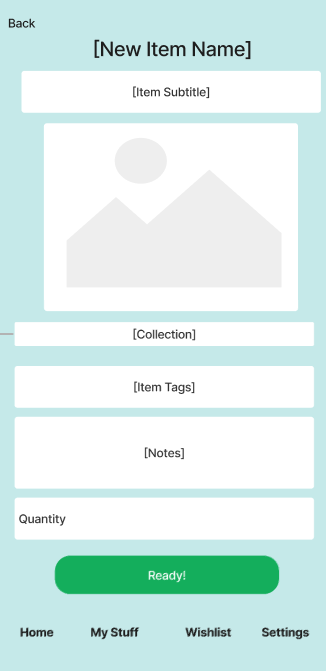 Back
[New Item Name]
[Item Subtitle]
[Collection]
[Item Tags]
[Notes]
Quantity
Ready!
Home My Stuff Wishlist Settings